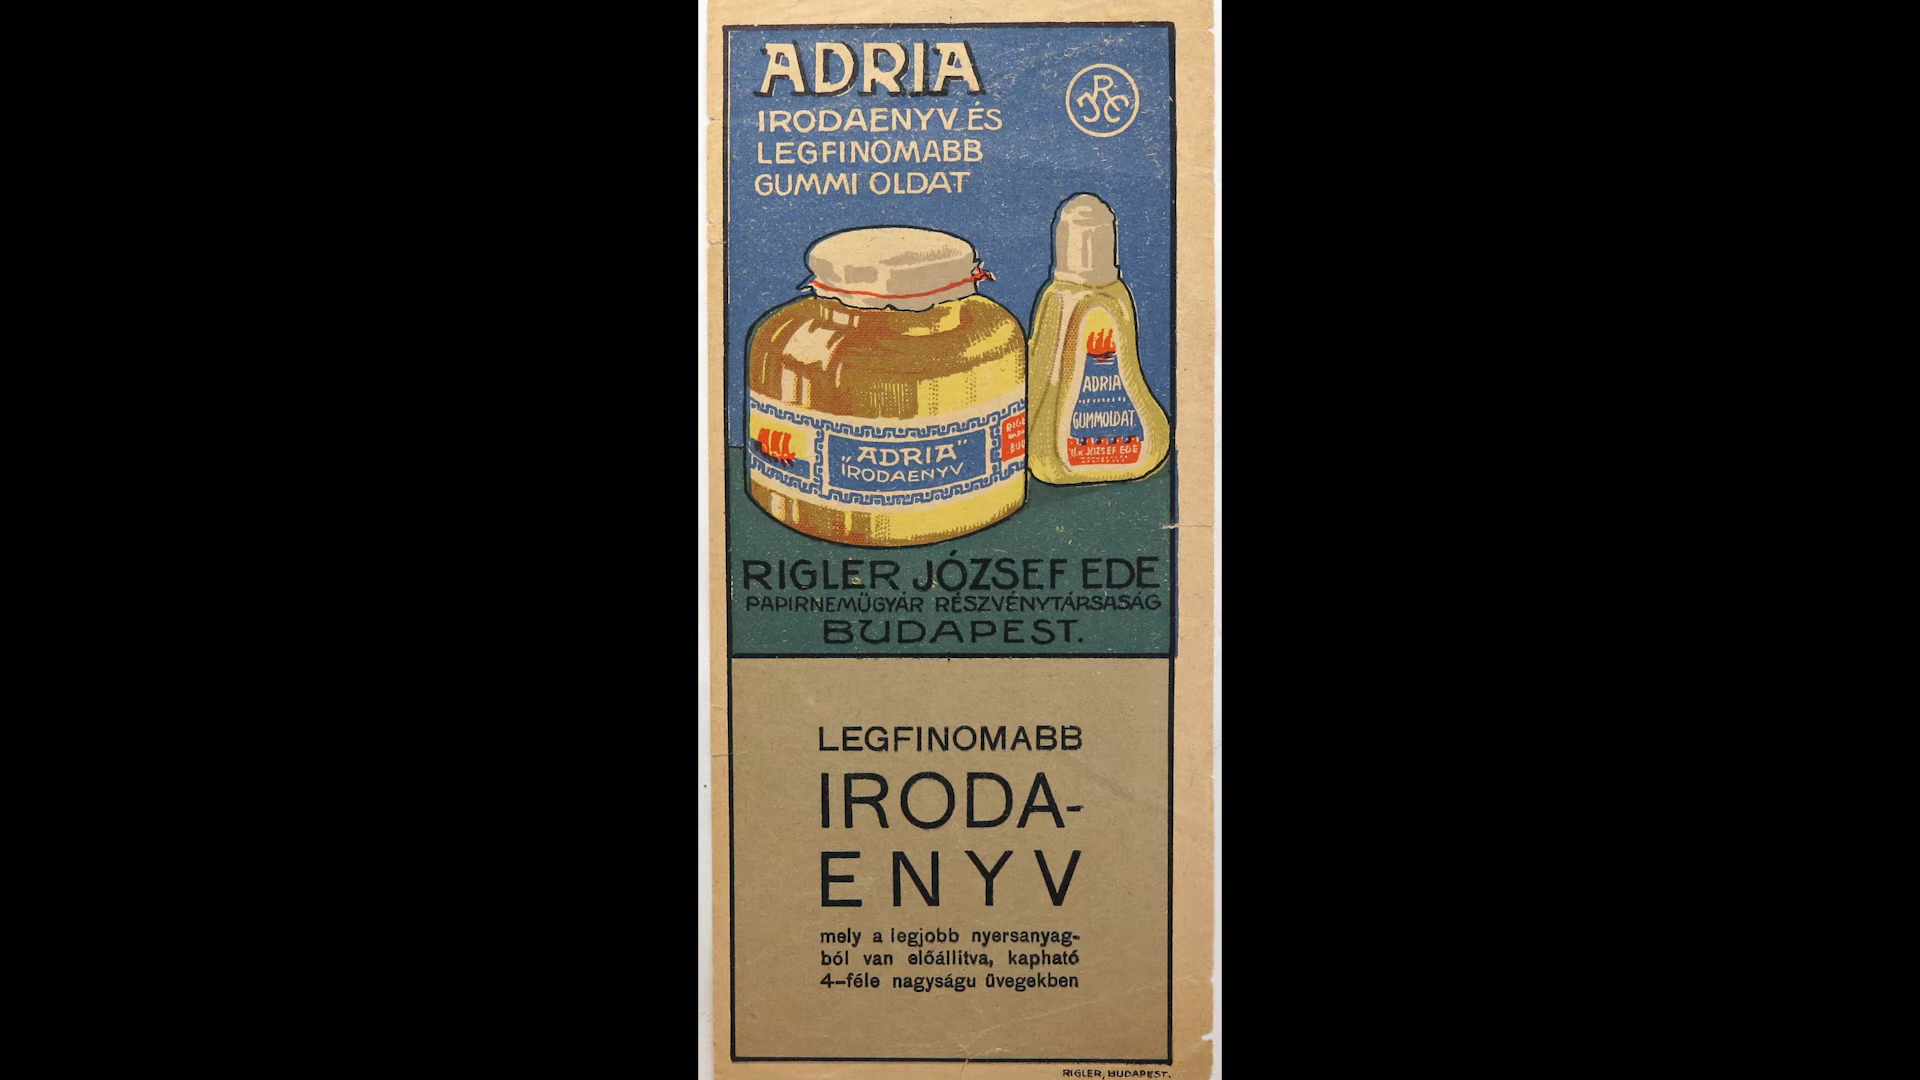 ADRIA
IRODAENYV ÉS
LEGFINOMABB
GUMMI OLDAT
JRE
ADRIA
GUMMOLDAT
JÓZSEF EDE
"ADRIA"
IRODAENYV
RIGLER JÓZSEF EDE
PAPIRNEMŰGYÁR RÉSZVÉNYTÁRSASÁG
BUDAPEST.
LEGFINOMABB
IRODA-
ENYV
mely a legjobb nyersanyag-
ból van előállitva, kapható
4-féle nagyságu üvegekben
RIGLER, BUDAPEST.